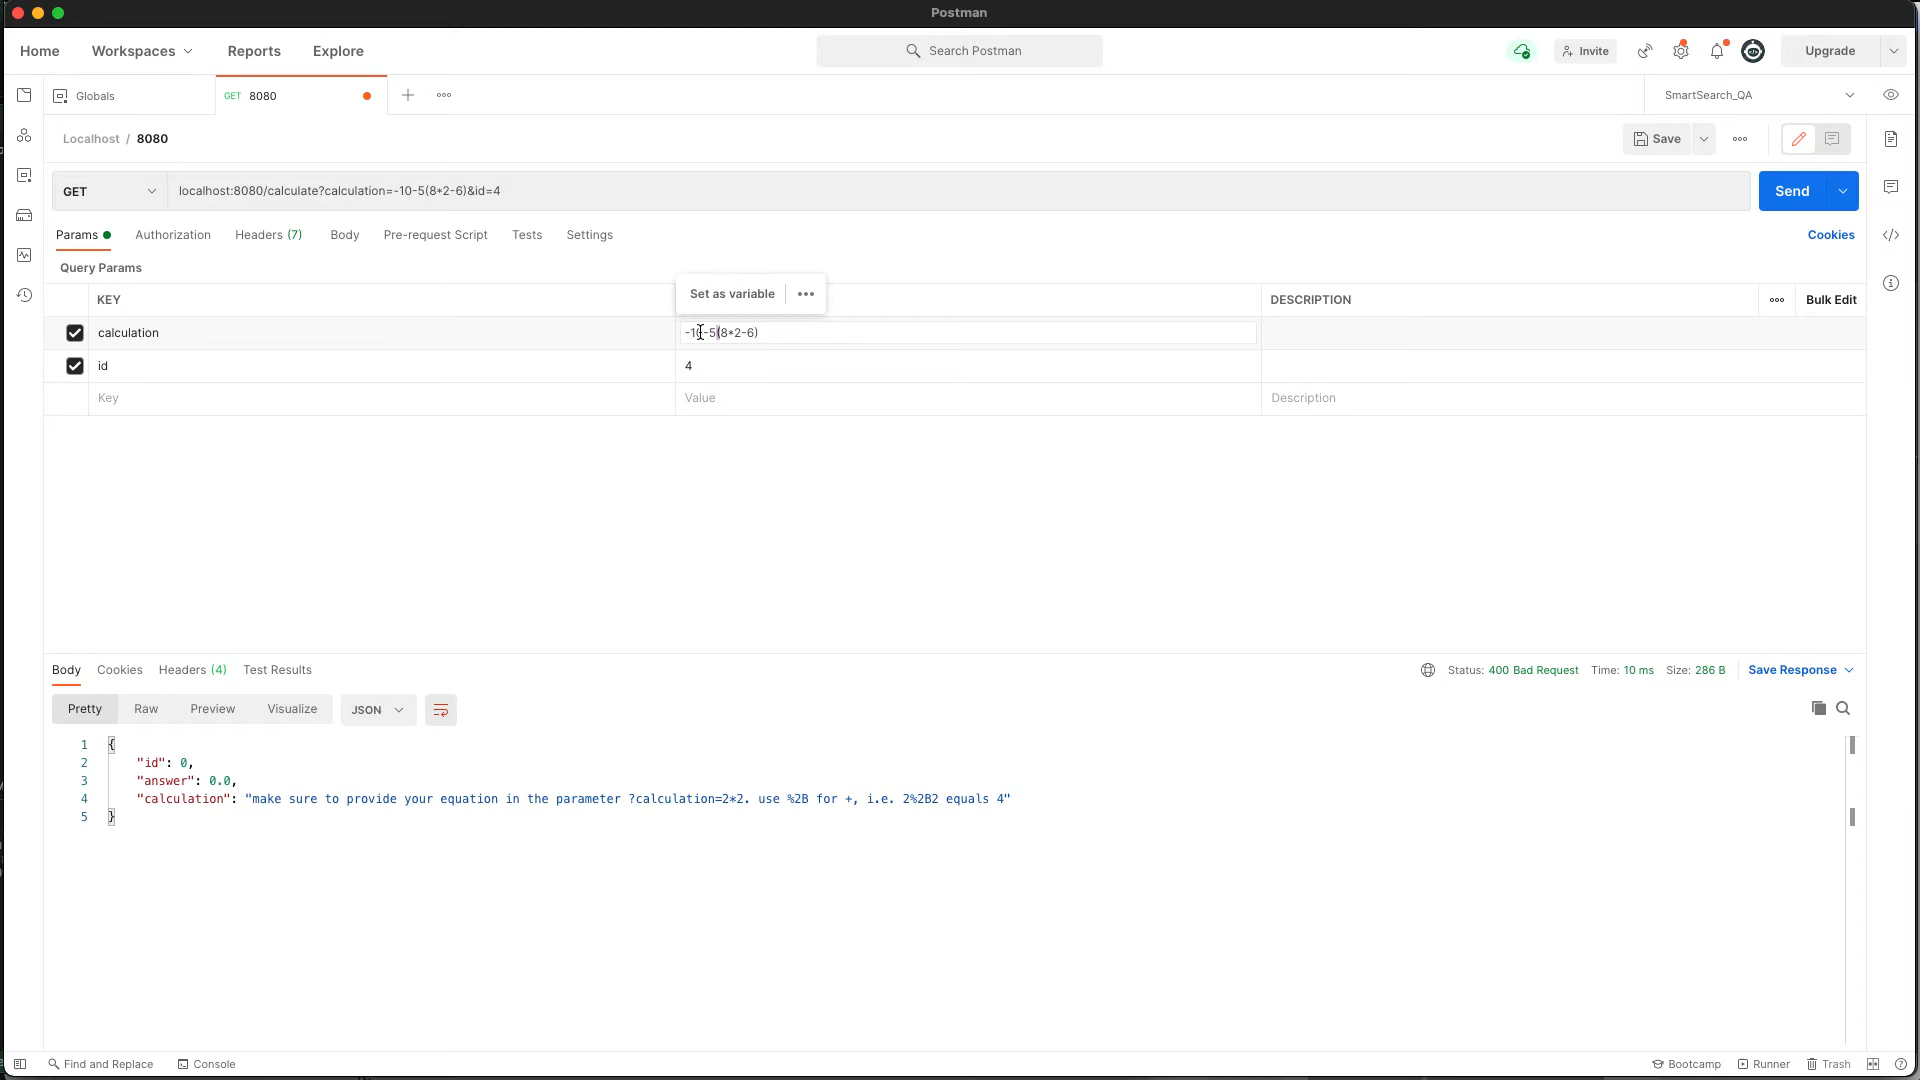 Postman
Home Workspaces Reports Explore Search Postman Invite Upgrade
Globals GET 8080 SmartSearch_QA
Localhost / 8080 Save
GET localhost:8080/calculate?calculation=-10-5(8*2-6)&id=4 Send
Params Authorization Headers (7) Body Pre-request Script Tests Settings Cookies
Query Params
Set as variable
KEY DESCRIPTION Bulk Edit
calculation -10-5(8*2-6)
id 4
Key Value Description
Body Cookies Headers (4) Test Results Status: 400 Bad Request Time: 10 ms Size: 286 B Save Response
Pretty Raw Preview Visualize JSON
1 {
2 "id": 0,
3 "answer": 0.0,
4 "calculation": "make sure to provide your equation in the parameter ?calculation=2*2. use %2B for +, i.e. 2%2B2 equals 4"
5 }
Find and Replace Console Bootcamp Runner Trash